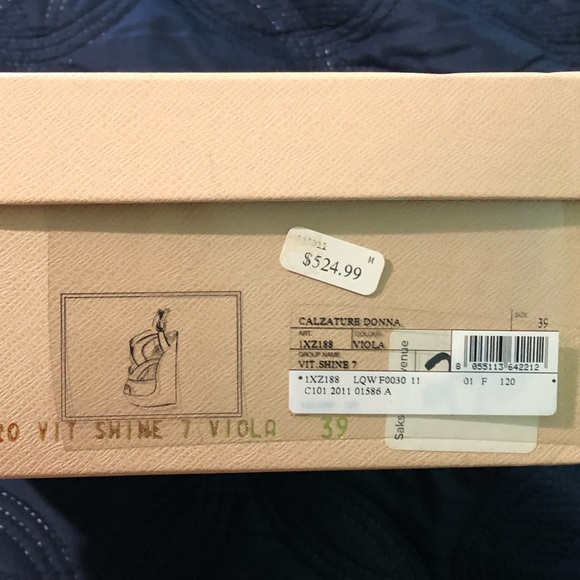 M
$524.99
CALZATURE DONNA
SIZE
39
ART.
COLOUR
1XZ188 VIOLA
GROUP NAME
VIT.SHINE 7
8 055113 642212
•1XZ188 LQW F0030 11 01 F 120
C101 2011 01586 A
Saks
venue
VIT SHINE 7 VIOLA 39